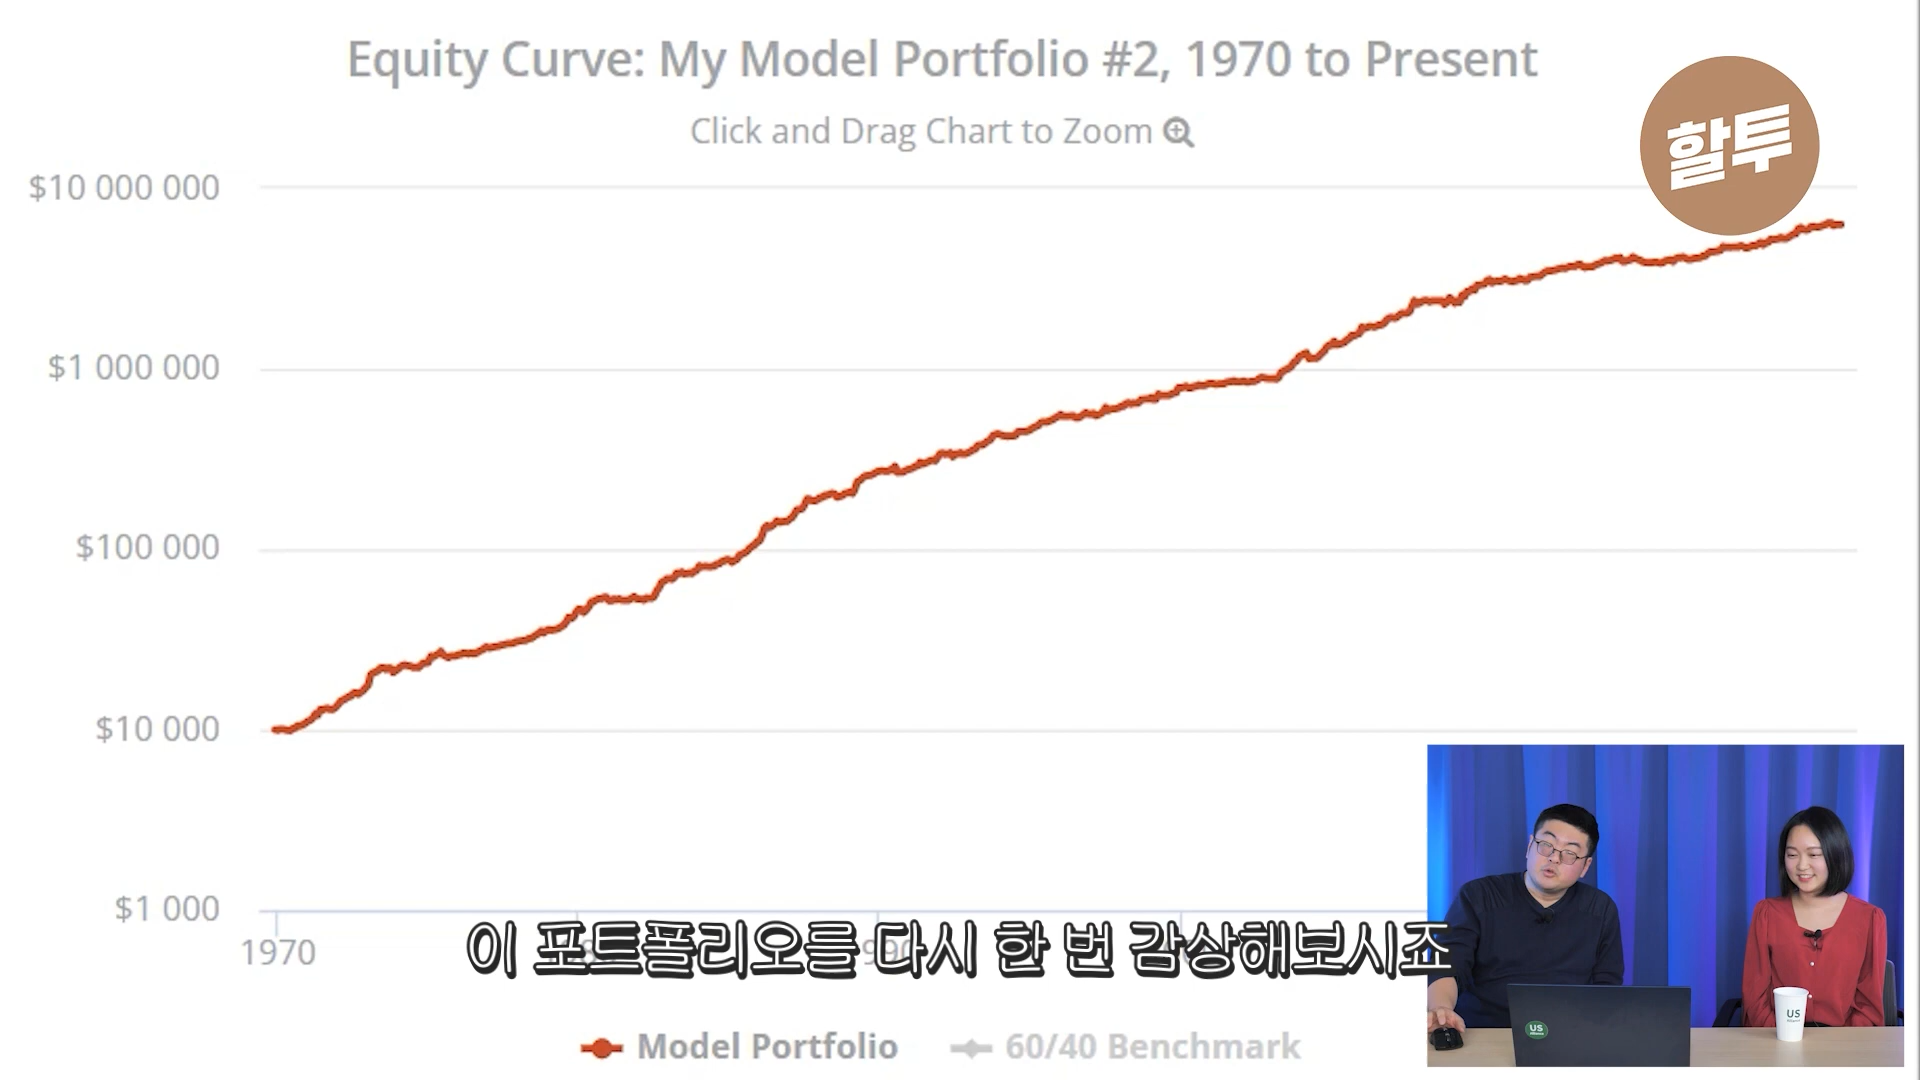 Equity Curve: My Model Portfolio #2, 1970 to Present
Click and Drag Chart to Zoom
할투
$10 000 000
$1 000 000
$100 000
$10 000
$1 000
1970
이 포트폴리오를 다시 한 번 감상해보시죠
Model Portfolio
60/40 Benchmark
US
US